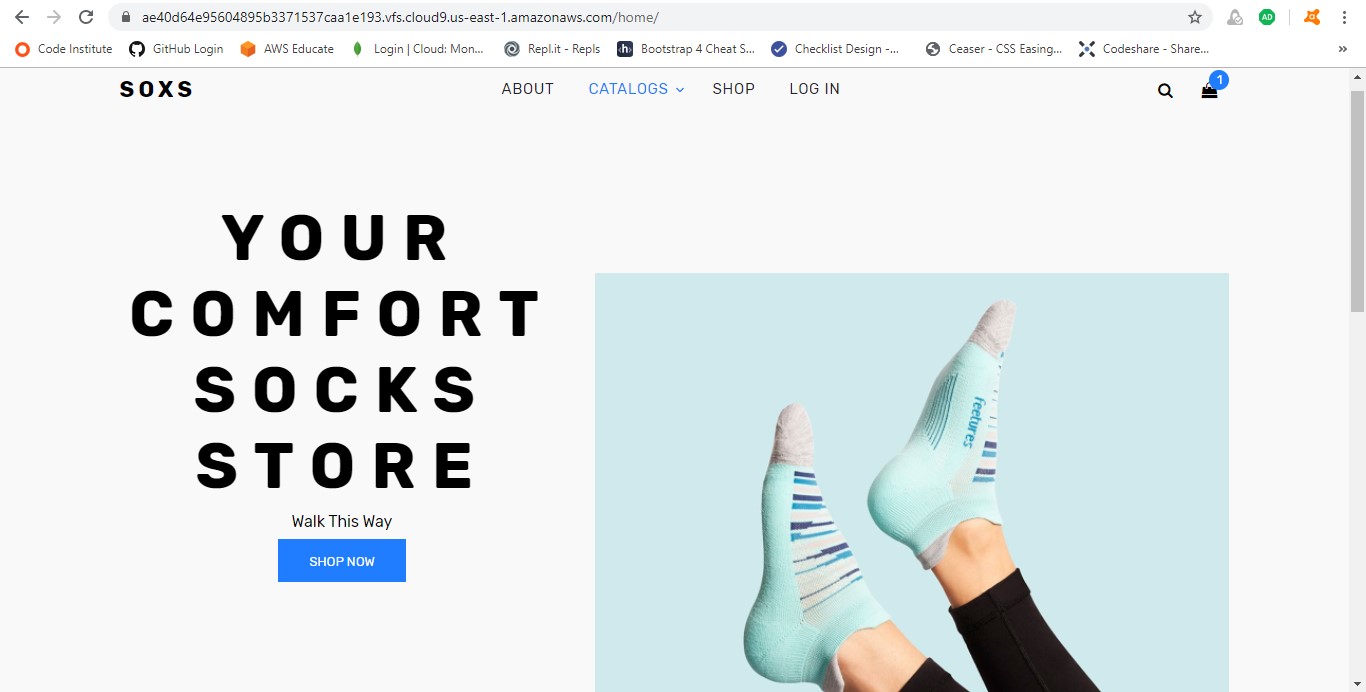 ae40d64e95604895b3371537caa1e193.vfs.cloud9.us-east-1.amazonaws.com/home/
AD
Code Institute GitHub Login AWS Educate Login | Cloud: Mon... Repl.it - Repls {h} Bootstrap 4 Cheat S... Checklist Design -... Ceaser - CSS Easing... Codeshare - Share... »
SOXS ABOUT CATALOGS SHOP LOG IN 1
YOUR
COMFORT
SOCKS
STORE
Walk This Way
SHOP NOW
feetures